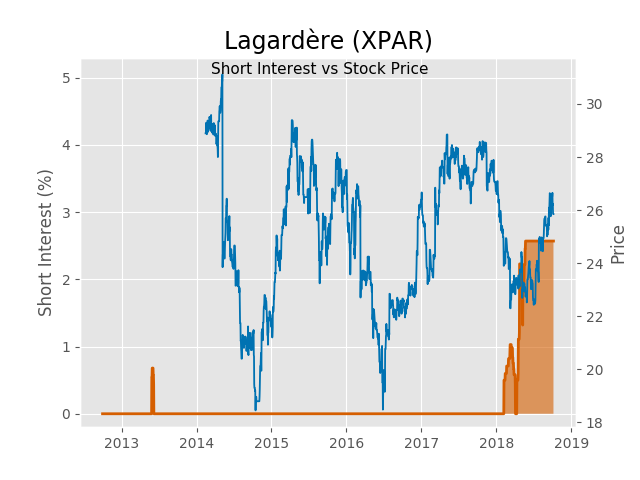 Lagardère (XPAR)
Short Interest vs Stock Price
Short Interest (%)
5
4
3
2
1
0
30
28
26
24
22
20
18
Price
2013 2014 2015 2016 2017 2018 2019